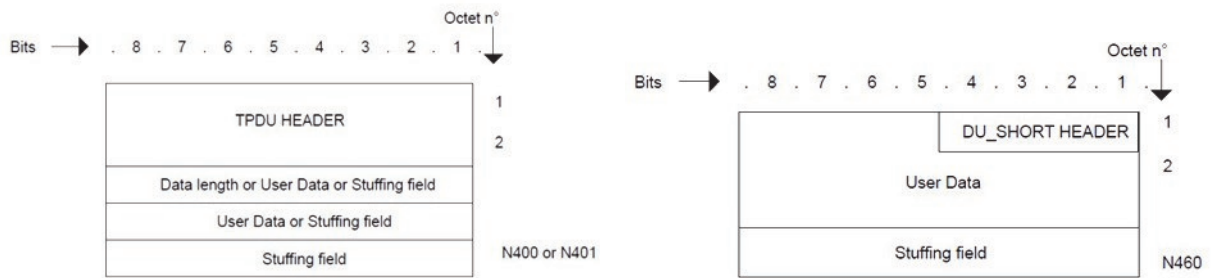 Octet n°
Bits . 8 . 7 . 6 . 5 . 4 . 3 . 2 . 1 .
TPDU HEADER
1
2
Data length or User Data or Stuffing field
User Data or Stuffing field
Stuffing field
N400 or N401
Octet n°
Bits . 8 . 7 . 6 . 5 . 4 . 3 . 2 . 1 .
DU_SHORT HEADER
1
2
User Data
Stuffing field
N460